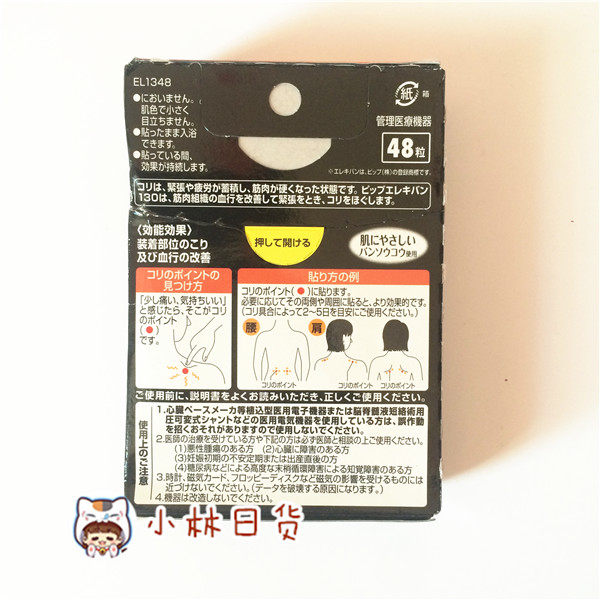 EL1348
●においません。
肌色で小さく
目立ちません。
●貼ったまま入浴
できます。
●貼っている間、
効果が持続します。
紙 箱
管理医療機器
48粒
※エレキバンは、ピップ(株)の登録商標です。
コリは、緊張や疲労が蓄積し、筋肉が硬くなった状態です。ピップエレキバン
130は、筋肉組織の血行を改善して緊張をとき、コリをほぐします。
〈効能効果〉
装着部位のこり
及び血行の改善
押して開ける
肌にやさしい
バンソウコウ使用
コリのポイントの
見つけ方
「少し痛い、気持ちいい」
と感じたら、そこがコリ
のポイント
(●)
です。
貼り方の例
コリのポイント(●)に貼ります。
必要に応じてその両側や周囲に貼ると、より効果的です。
(コリ具合によって2〜5日を目安にご使用ください。)
腰
肩
コリのポイント
コリのポイント
コリのポイント
ご使用前に、説明書をよくお読みいただき、正しくご使用ください。
使用上のご注意
1.心臓ペースメーカ等植込型医用電子機器または脳脊髄液短絡術用
圧可変式シャントなどの医用電気機器を使用している方は、誤作動
を招くおそれがありますので使用しないでください。
2.医師の治療を受けている方や下記の方は必ず医師と相談の上ご使用ください。
(1)悪性腫瘍のある方 (2)心臓に障害のある方
(3)妊娠初期の不安定期または出産直後の方
(4)糖尿病などによる高度な末梢循環障害による知覚障害のある方
3.時計、磁気カード、フロッピーディスクなど磁気の影響を受けるものには
近づけないでください。(データを破壊する原因になります。)
4.機器は改造しないでください。
小林日货